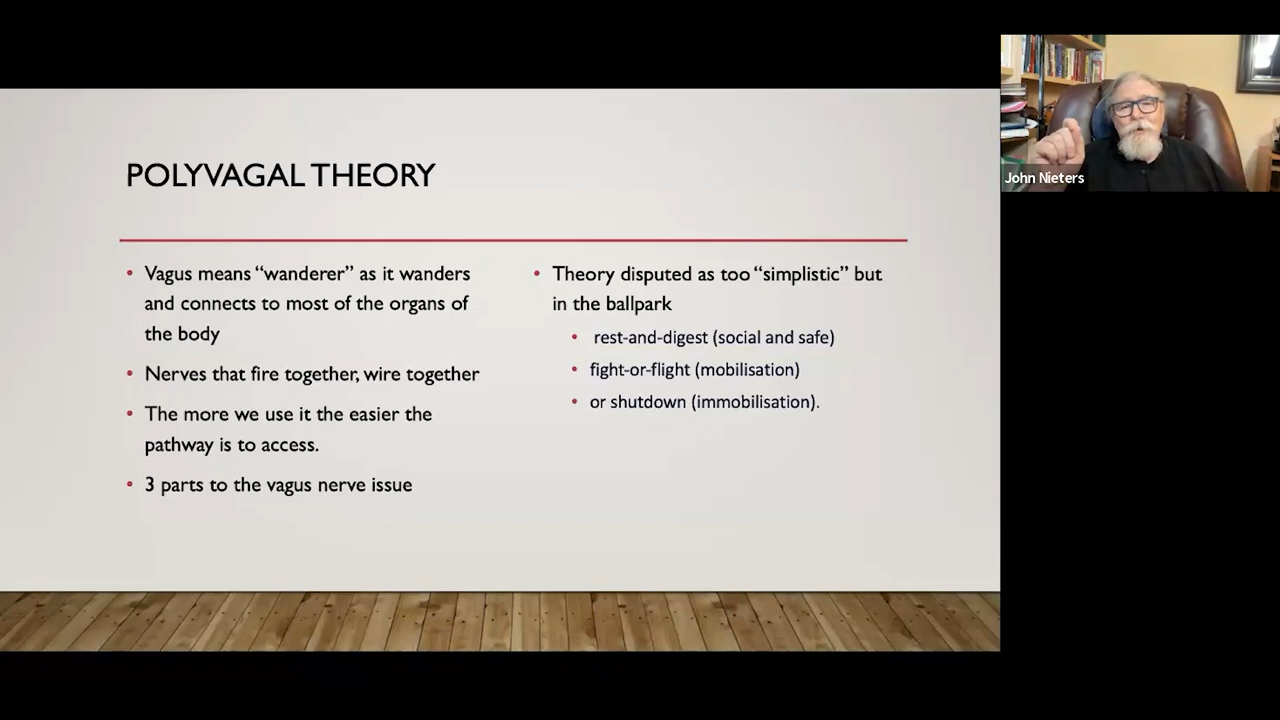 POLYVAGAL THEORY
• Vagus means “wanderer” as it wanders
and connects to most of the organs of
the body
• Nerves that fire together, wire together
• The more we use it the easier the
pathway is to access.
• 3 parts to the vagus nerve issue
• Theory disputed as too “simplistic” but
in the ballpark
• rest-and-digest (social and safe)
• fight-or-flight (mobilisation)
• or shutdown (immobilisation).
John Nieters